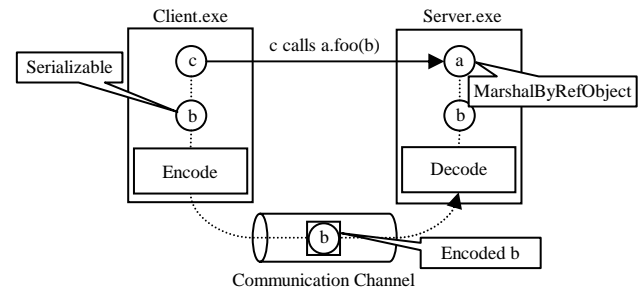 Client.exe
Server.exe
c calls a.foo(b)
Serializable
c
a
MarshalByRefObject
b
b
Encode
Decode
b
Encoded b
Communication Channel